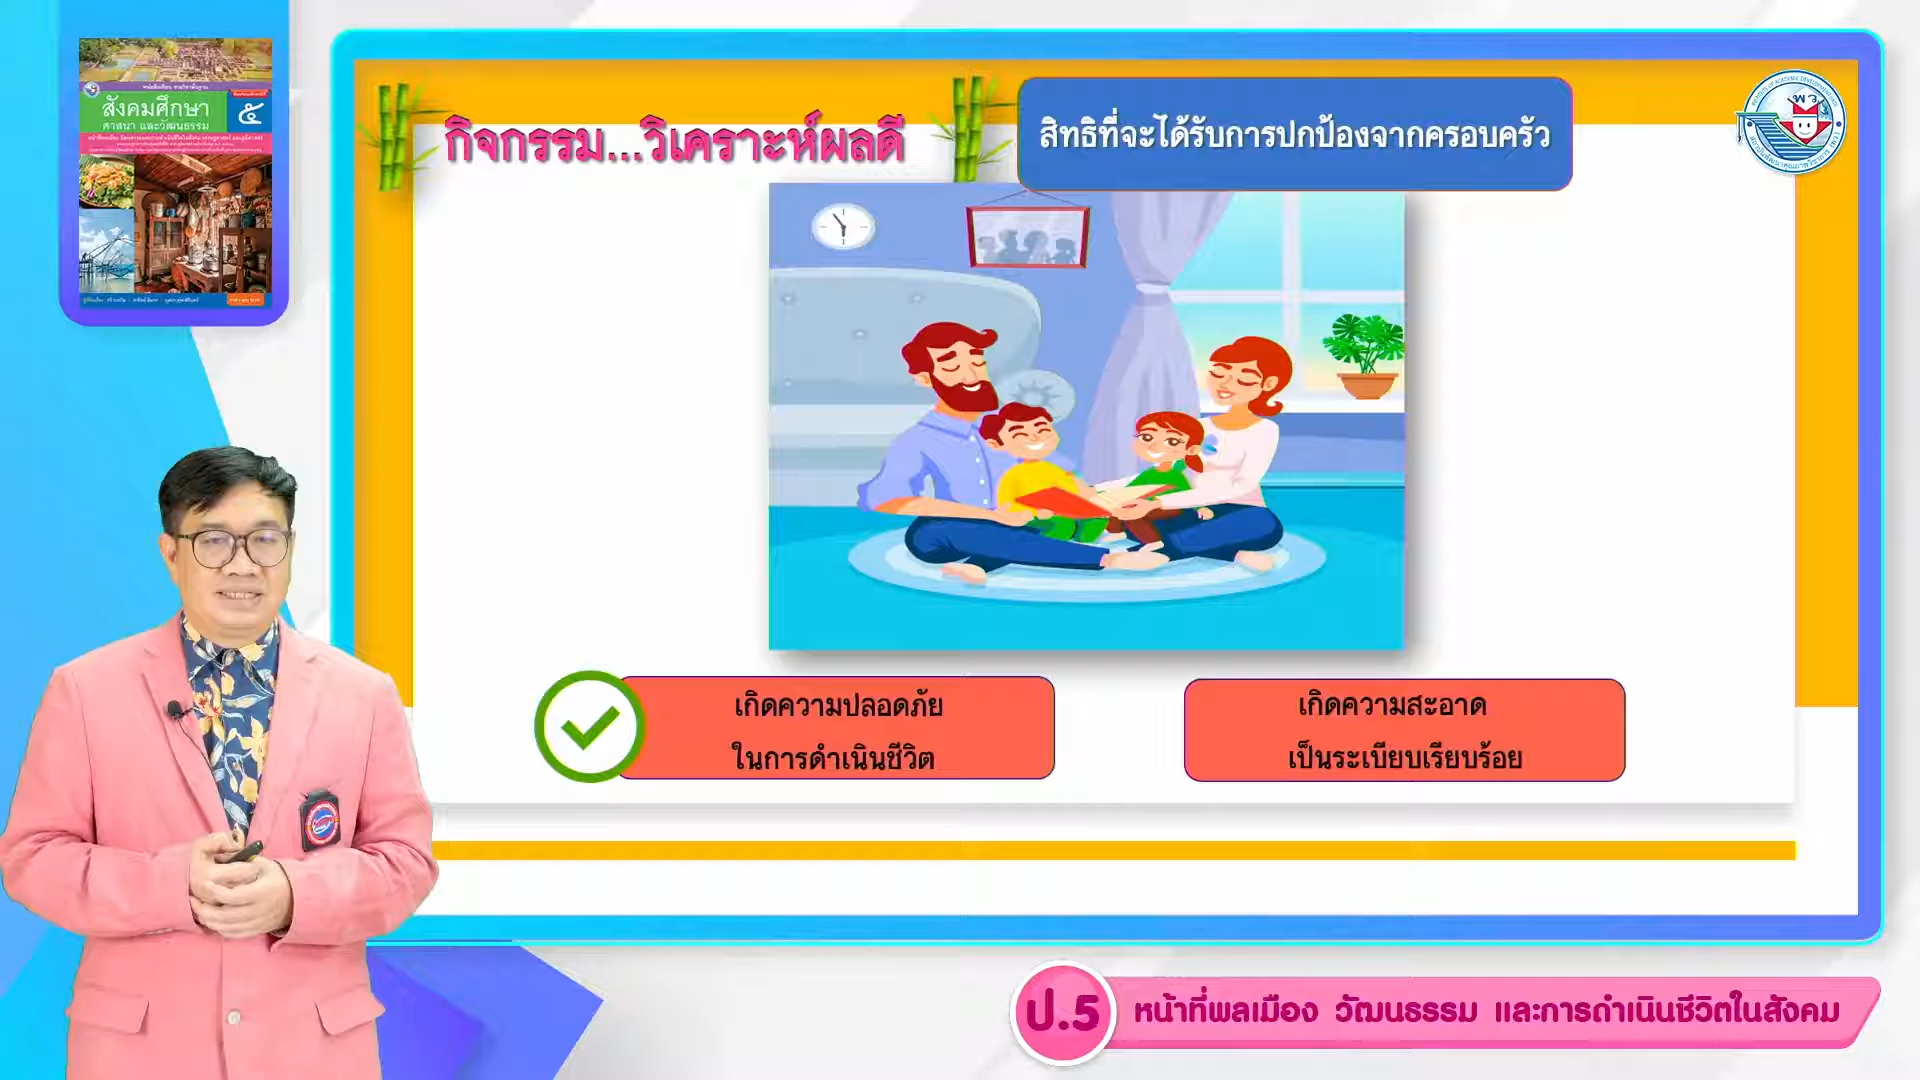 สังคมศึกษา
ศาสนา และวัฒนธรรม
๕
กิจกรรม...วิเคราะห์ผลดี
สิทธิที่จะได้รับการปกป้องจากครอบครัว
พว
เกิดความปลอดภัย
ในการดำเนินชีวิต
เกิดความสะอาด
เป็นระเบียบเรียบร้อย
ป.5
หน้าที่พลเมือง วัฒนธรรม และการดำเนินชีวิตในสังคม